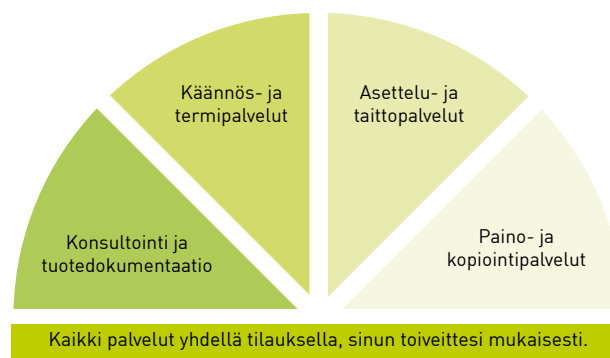 Käännös- ja
termipalvelut
Asettelu- ja
taittopalvelut
Konsultointi ja
tuotedokumentaatio
Paino- ja
kopiointipalvelut
Kaikki palvelut yhdellä tilauksella, sinun toiveittesi mukaisesti.